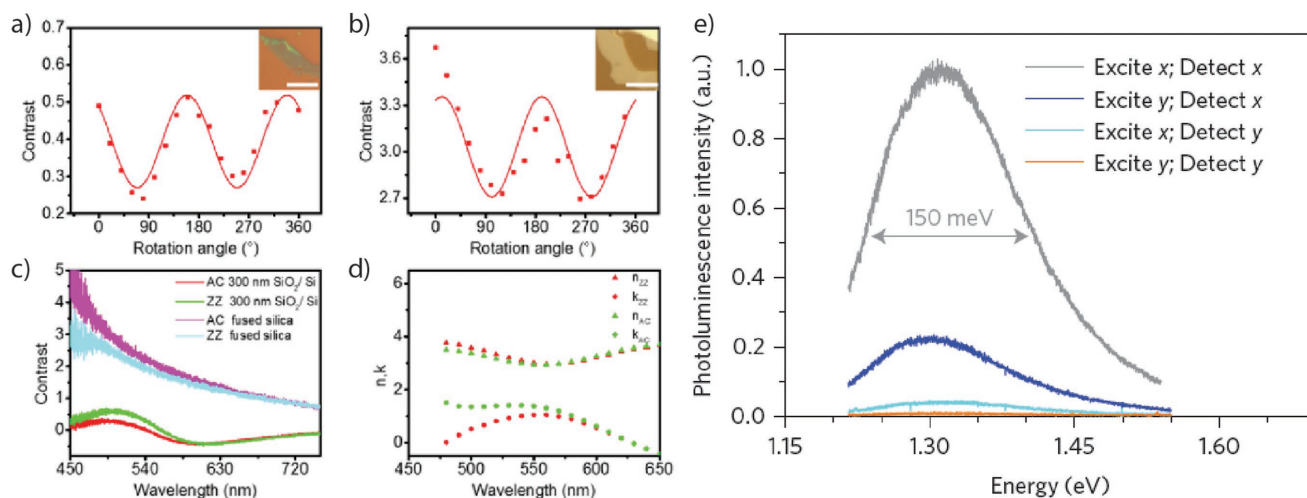 a)
0.7
0.6
0.5
0.4
0.3
0.2
Contrast
0 90 180 270 360
Rotation angle (°)
b)
3.6
3.3
3.0
2.7
Contrast
0 90 180 270 360
Rotation angle (°)
c)
5
4
3
2
1
0
Contrast
AC 300 nm SiO₂/ Si
ZZ 300 nm SiO₂/ Si
AC fused silica
ZZ fused silica
450 540 630 720
Wavelength (nm)
d)
6
4
2
0
n,k
n_ZZ
k_ZZ
n_AC
k_AC
450 500 550 600 650
Wavelength (nm)
e)
Photoluminescence intensity (a.u.)
1.0
0.8
0.6
0.4
0.2
0.0
Excite x; Detect x
Excite y; Detect x
Excite x; Detect y
Excite y; Detect y
150 meV
1.15 1.30 1.45 1.60
Energy (eV)